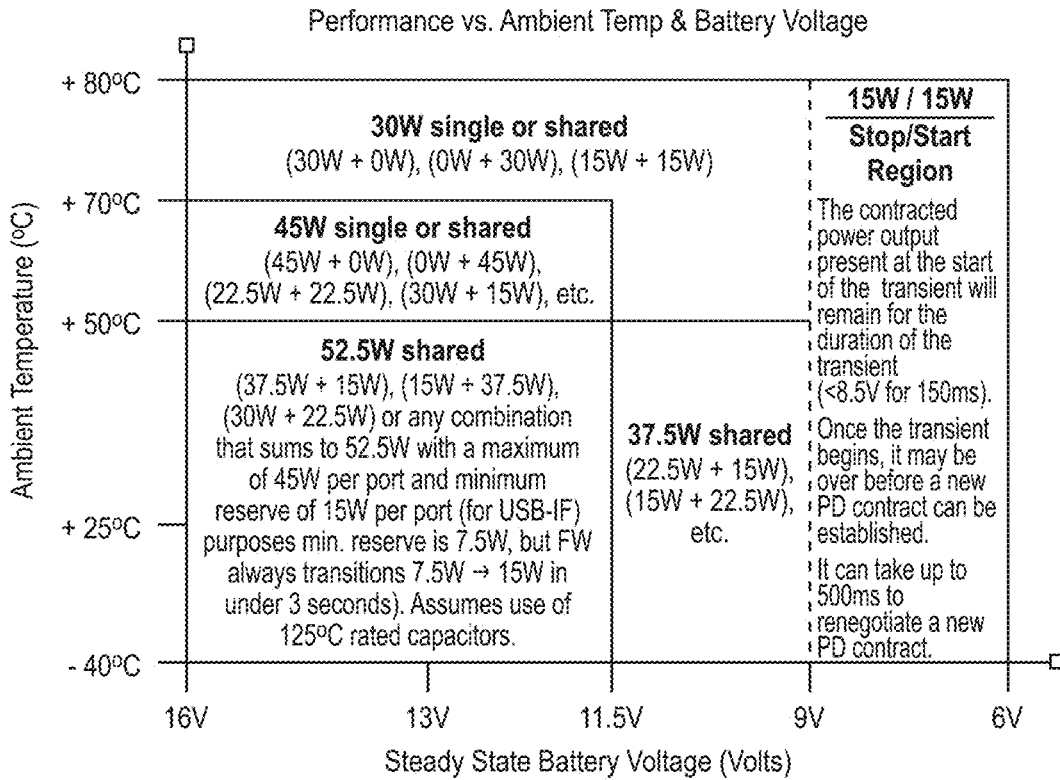 Performance vs. Ambient Temp & Battery Voltage
+ 80ºC
30W single or shared
(30W + 0W), (0W + 30W), (15W + 15W)
+ 70ºC
45W single or shared
(45W + 0W), (0W + 45W),
(22.5W + 22.5W), (30W + 15W), etc.
+ 50ºC
52.5W shared
(37.5W + 15W), (15W + 37.5W),
(30W + 22.5W) or any combination
that sums to 52.5W with a maximum
of 45W per port and minimum
reserve of 15W per port (for USB-IF)
purposes min. reserve is 7.5W, but FW
always transitions 7.5W → 15W in
under 3 seconds). Assumes use of
125ºC rated capacitors.
37.5W shared
(22.5W + 15W),
(15W + 22.5W),
etc.
15W / 15W
Stop/Start
Region
The contracted
power output
present at the start
of the transient will
remain for the
duration of the
transient
(<8.5V for 150ms).
Once the transient
begins, it may be
over before a new
PD contract can be
established.
It can take up to
500ms to
renegotiate a new
PD contract.
+ 25ºC
- 40ºC
Ambient Temperature (ºC)
16V
13V
11.5V
9V
6V
Steady State Battery Voltage (Volts)